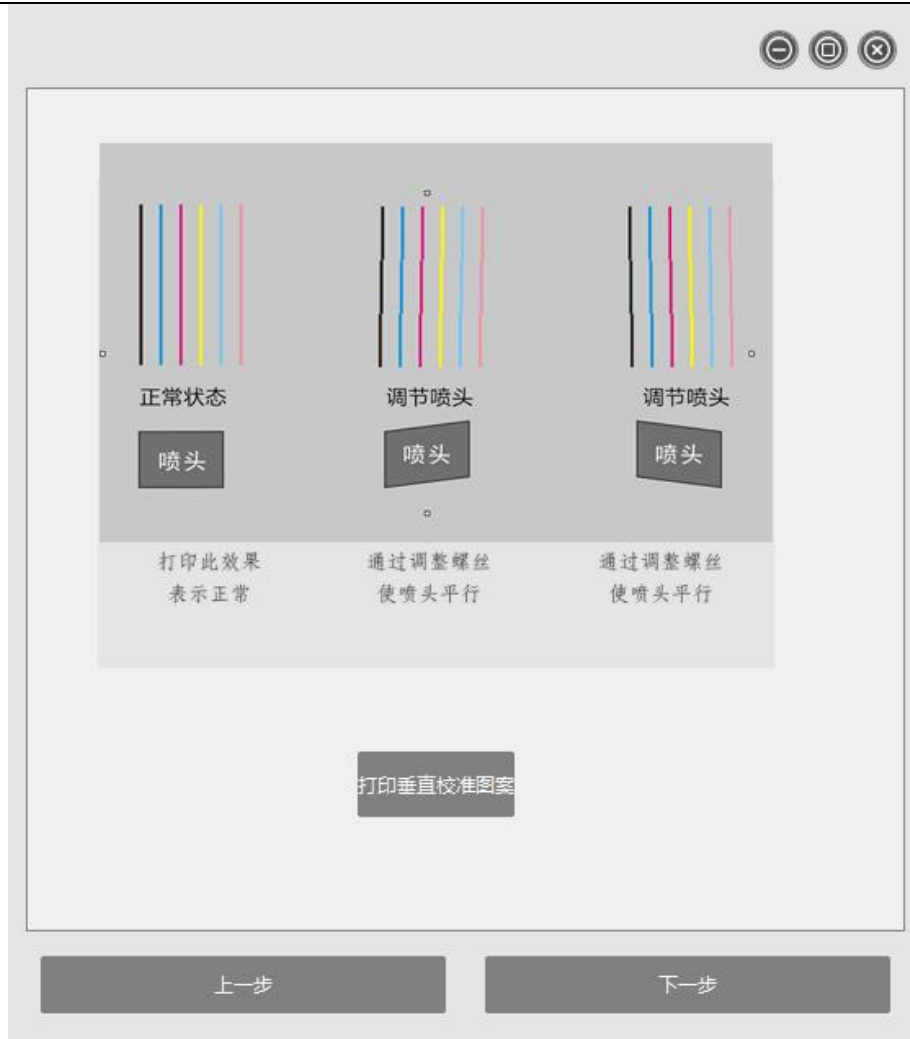 正常状态
调节喷头
调节喷头
喷头
喷头
喷头
打印此效果
表示正常
通过调整螺丝
使喷头平行
通过调整螺丝
使喷头平行
打印垂直校准图案
上一步
下一步